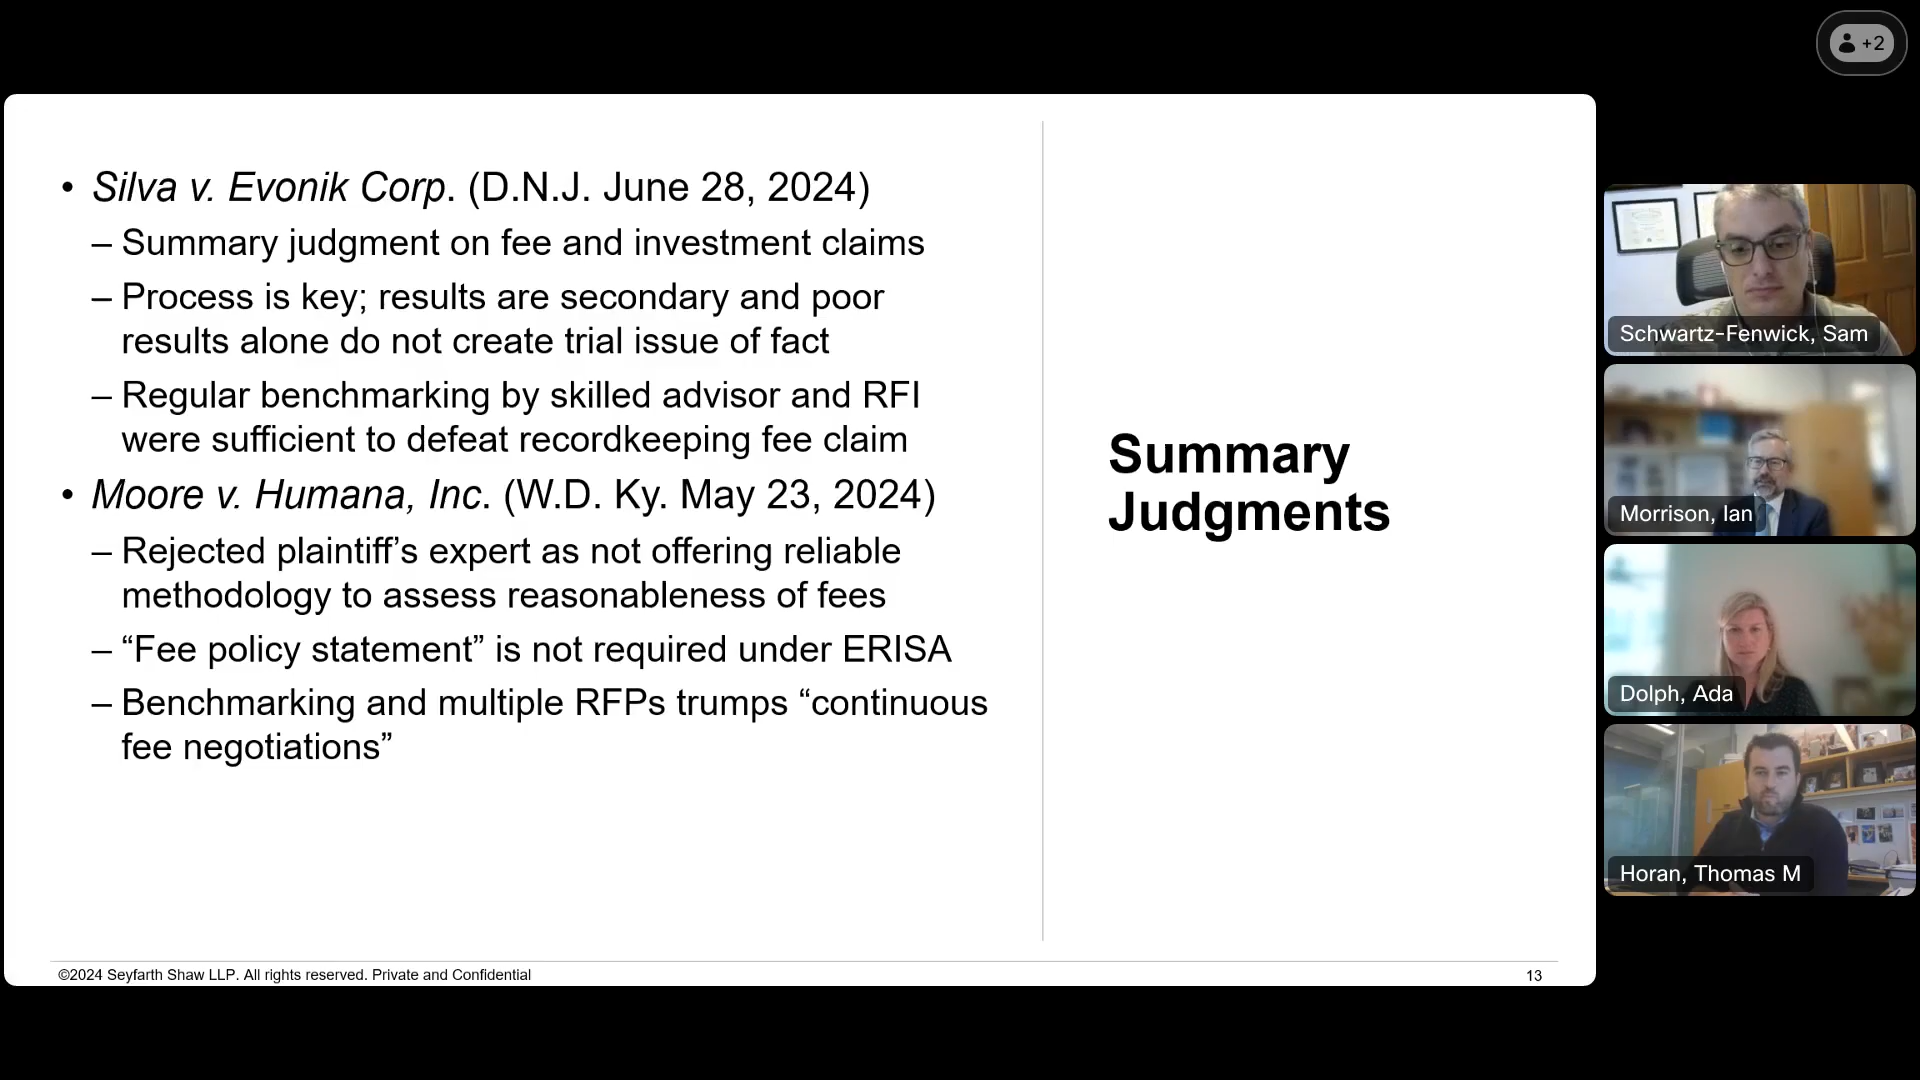 +2
• Silva v. Evonik Corp. (D.N.J. June 28, 2024)
– Summary judgment on fee and investment claims
– Process is key; results are secondary and poor
results alone do not create trial issue of fact
– Regular benchmarking by skilled advisor and RFI
were sufficient to defeat recordkeeping fee claim
• Moore v. Humana, Inc. (W.D. Ky. May 23, 2024)
– Rejected plaintiff’s expert as not offering reliable
methodology to assess reasonableness of fees
– “Fee policy statement” is not required under ERISA
– Benchmarking and multiple RFPs trumps “continuous
fee negotiations”
Summary
Judgments
©2024 Seyfarth Shaw LLP. All rights reserved. Private and Confidential
13
Schwartz-Fenwick, Sam
Morrison, Ian
Dolph, Ada
Horan, Thomas M